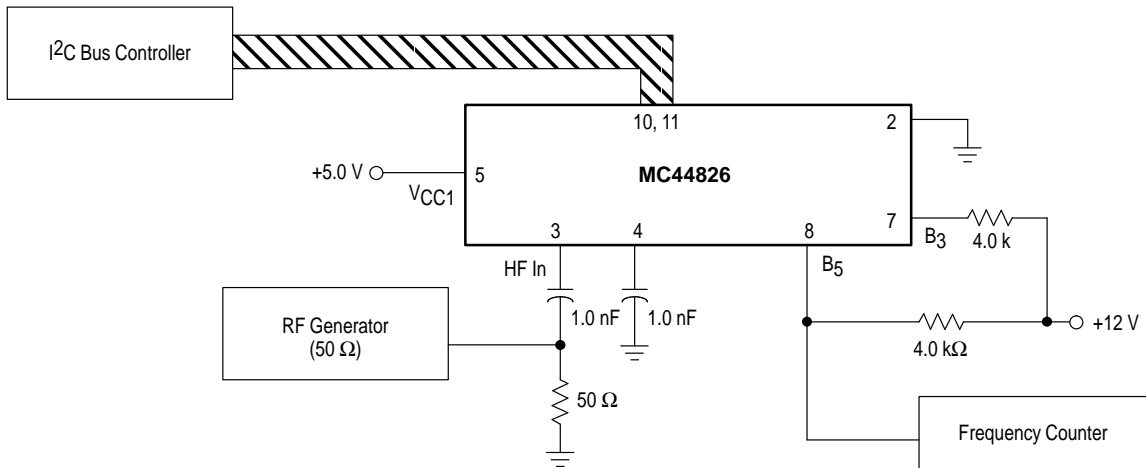 I2C Bus Controller
10, 11
2
+5.0 V
VCC1
5
MC44826
7
B3
4.0 k
3
4
8
HF In
B5
1.0 nF
1.0 nF
RF Generator
(50 Ω)
+12 V
4.0 kΩ
50 Ω
Frequency Counter